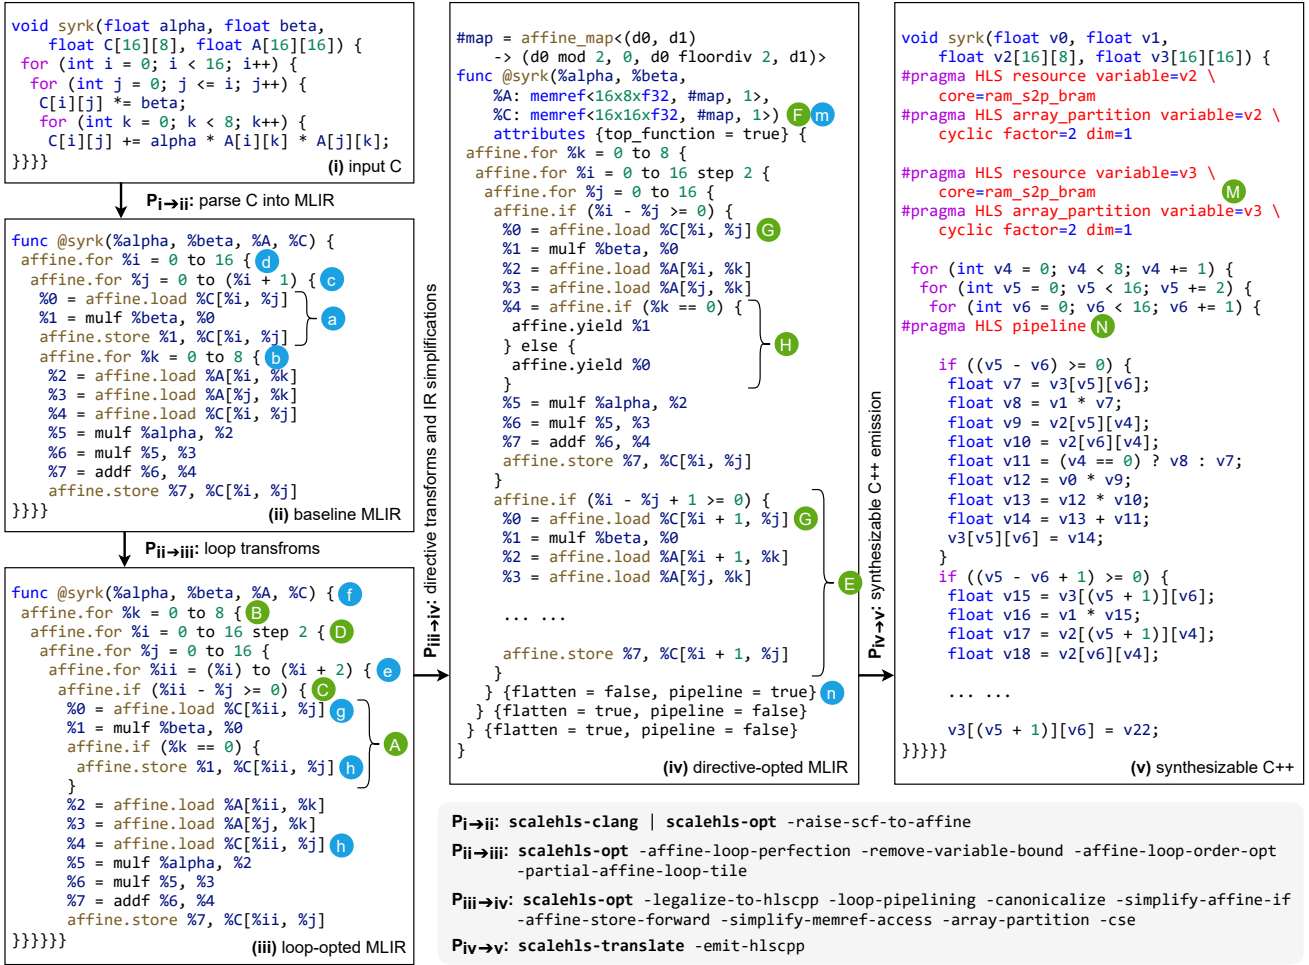 void syrk(float alpha, float beta,
float C[16][8], float A[16][16]) {
for (int i = 0; i < 16; i++) {
for (int j = 0; j <= i; j++) {
C[i][j] *= beta;
for (int k = 0; k < 8; k++) {
C[i][j] += alpha * A[i][k] * A[j][k];
}}}}
(i) input C
Pi→ii: parse C into MLIR
func @syrk(%alpha, %beta, %A, %C) {
affine.for %i = 0 to 16 { d
affine.for %j = 0 to (%i + 1) { c
%0 = affine.load %C[%i, %j]
%1 = mulf %beta, %0 a
affine.store %1, %C[%i, %j]
affine.for %k = 0 to 8 { b
%2 = affine.load %A[%i, %k]
%3 = affine.load %A[%j, %k]
%4 = affine.load %C[%i, %j]
%5 = mulf %alpha, %2
%6 = mulf %5, %3
%7 = addf %6, %4
affine.store %7, %C[%i, %j]
}}}}
(ii) baseline MLIR
Pii→iii: loop transfroms
func @syrk(%alpha, %beta, %A, %C) { f
affine.for %k = 0 to 8 { B
affine.for %i = 0 to 16 step 2 { D
affine.for %j = 0 to 16 {
affine.for %ii = (%i) to (%i + 2) { e
affine.if (%ii - %j >= 0) { C
%0 = affine.load %C[%ii, %j] g
%1 = mulf %beta, %0
affine.if (%k == 0) { A
affine.store %1, %C[%ii, %j] h
}
%2 = affine.load %A[%ii, %k]
%3 = affine.load %A[%j, %k]
%4 = affine.load %C[%ii, %j] h
%5 = mulf %alpha, %2
%6 = mulf %5, %3
%7 = addf %6, %4
affine.store %7, %C[%ii, %j]
}}}}}}
(iii) loop-opted MLIR
Piii→iv: directive transforms and IR simplifications
#map = affine_map<(d0, d1)
-> (d0 mod 2, 0, d0 floordiv 2, d1)>
func @syrk(%alpha, %beta,
%A: memref<16x8xf32, #map, 1>,
%C: memref<16x16xf32, #map, 1>) F m
attributes {top_function = true} {
affine.for %k = 0 to 8 {
affine.for %i = 0 to 16 step 2 {
affine.for %j = 0 to 16 {
affine.if (%i - %j >= 0) {
%0 = affine.load %C[%i, %j] G
%1 = mulf %beta, %0
%2 = affine.load %A[%i, %k]
%3 = affine.load %A[%j, %k]
%4 = affine.if (%k == 0) {
affine.yield %1
} else { H
affine.yield %0
}
%5 = mulf %alpha, %2
%6 = mulf %5, %3
%7 = addf %6, %4
affine.store %7, %C[%i, %j]
}
affine.if (%i - %j + 1 >= 0) {
%0 = affine.load %C[%i + 1, %j] G
%1 = mulf %beta, %0
%2 = affine.load %A[%i + 1, %k]
%3 = affine.load %A[%j, %k] E
... ...
affine.store %7, %C[%i + 1, %j]
}
} {flatten = false, pipeline = true} n
} {flatten = true, pipeline = false}
} {flatten = true, pipeline = false}
}
(iv) directive-opted MLIR
Piv→v: synthesizable C++ emission
void syrk(float v0, float v1,
float v2[16][8], float v3[16][16]) {
#pragma HLS resource variable=v2 \
core=ram_s2p_bram
#pragma HLS array_partition variable=v2 \
cyclic factor=2 dim=1
#pragma HLS resource variable=v3 \
core=ram_s2p_bram M
#pragma HLS array_partition variable=v3 \
cyclic factor=2 dim=1
for (int v4 = 0; v4 < 8; v4 += 1) {
for (int v5 = 0; v5 < 16; v5 += 2) {
for (int v6 = 0; v6 < 16; v6 += 1) {
#pragma HLS pipeline N
if ((v5 - v6) >= 0) {
float v7 = v3[v5][v6];
float v8 = v1 * v7;
float v9 = v2[v5][v4];
float v10 = v2[v6][v4];
float v11 = (v4 == 0) ? v8 : v7;
float v12 = v0 * v9;
float v13 = v12 * v10;
float v14 = v13 + v11;
v3[v5][v6] = v14;
}
if ((v5 - v6 + 1) >= 0) {
float v15 = v3[(v5 + 1)][v6];
float v16 = v1 * v15;
float v17 = v2[(v5 + 1)][v4];
float v18 = v2[v6][v4];
... ...
v3[(v5 + 1)][v6] = v22;
}}}}}
(v) synthesizable C++
Pi→ii: scalehls-clang | scalehls-opt -raise-scf-to-affine
Pii→iii: scalehls-opt -affine-loop-perfection -remove-variable-bound -affine-loop-order-opt
-partial-affine-loop-tile
Piii→iv: scalehls-opt -legalize-to-hlscpp -loop-pipelining -canonicalize -simplify-affine-if
-affine-store-forward -simplify-memref-access -array-partition -cse
Piv→v: scalehls-translate -emit-hlscpp